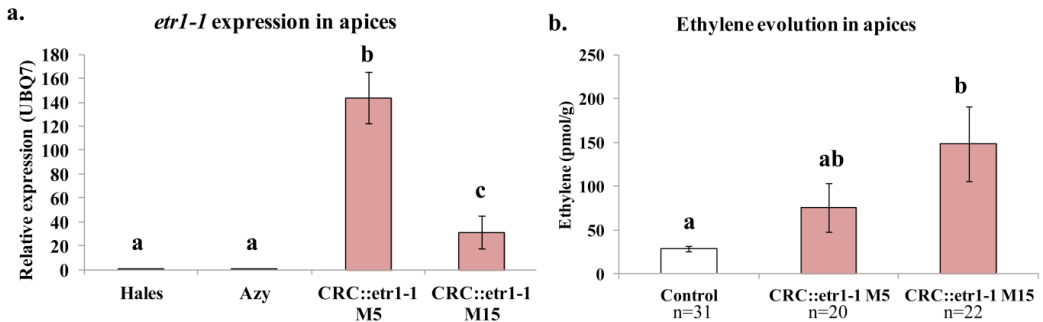 a.
etr1-1 expression in apices
Relative expression (UBQ7)
180
160
140
120
100
80
60
40
20
0
a
a
b
c
Hales
Azy
CRC::etr1-1
M5
CRC::etr1-1
M15
b.
Ethylene evolution in apices
Ethylene (pmol/g)
250
200
150
100
50
0
a
ab
b
Control
n=31
CRC::etr1-1 M5
n=20
CRC::etr1-1 M15
n=22